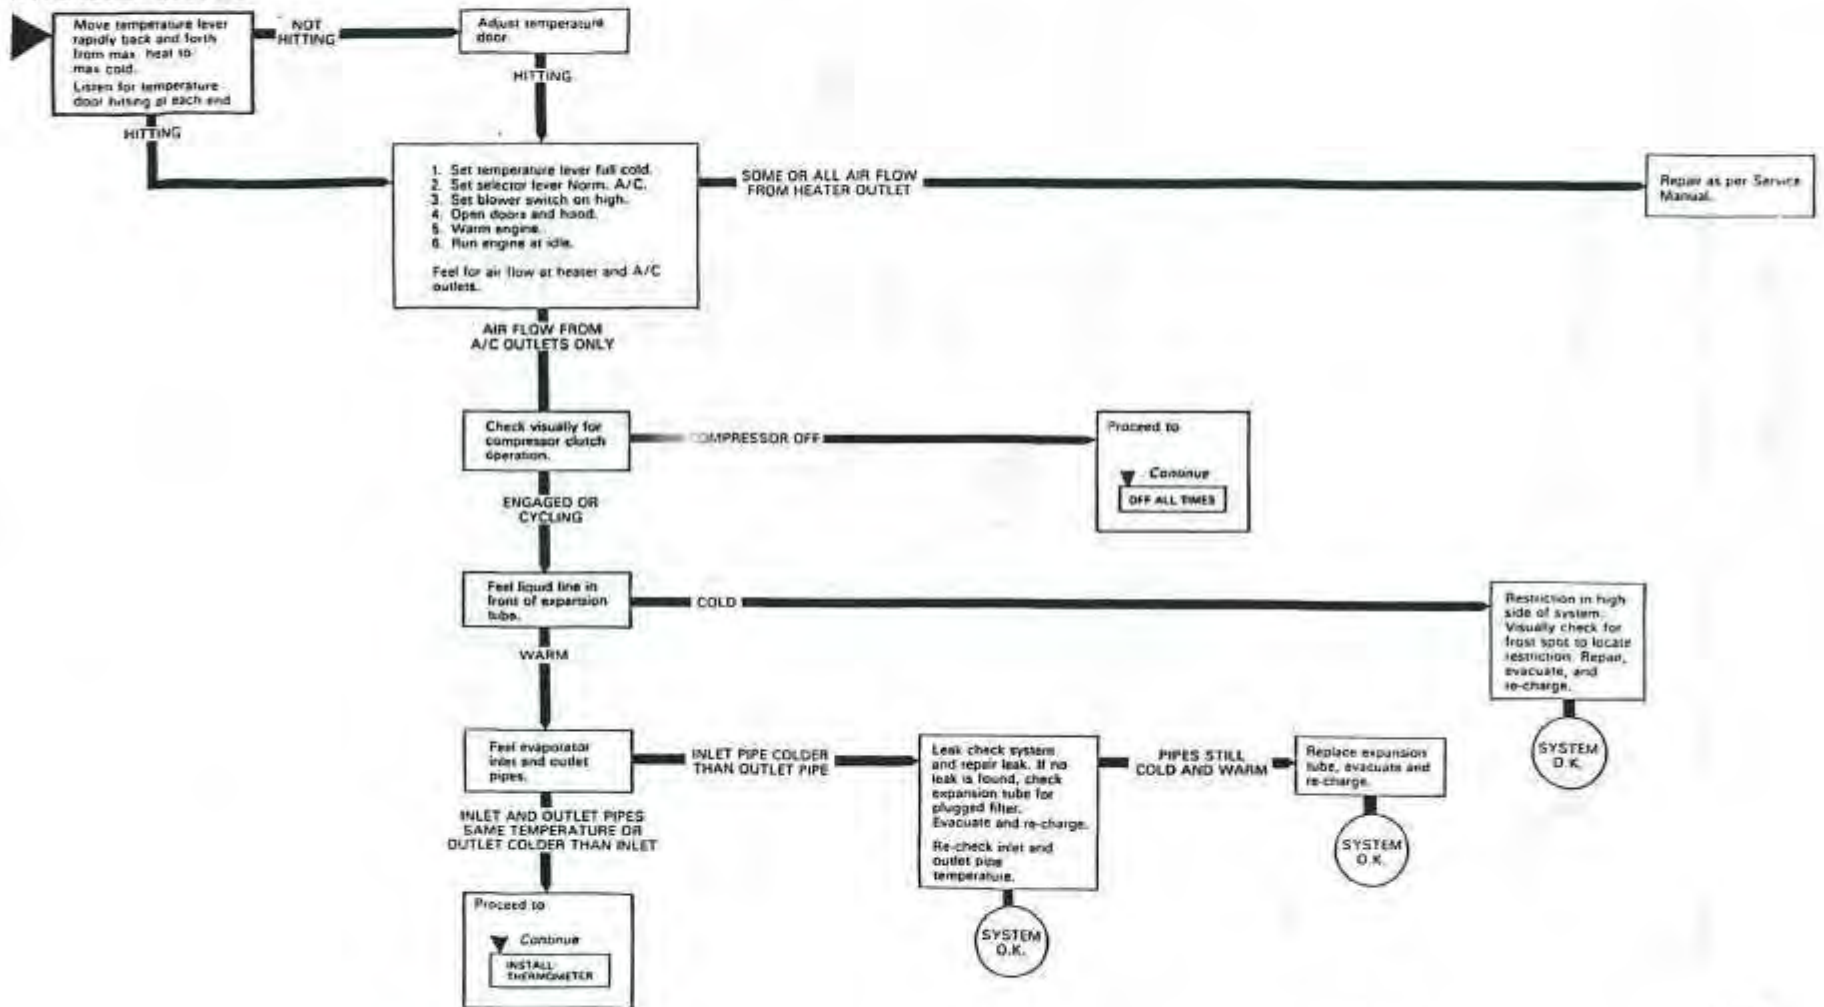 Move temperature lever
rapidly back and forth
from max. heat to
max cold.
Listen for temperature
door hitting at each end
NOT
HITTING
Adjust temperature
door.
HITTING
HITTING
1. Set temperature lever full cold.
2. Set selector lever Norm. A/C.
3. Set blower switch on high.
4. Open doors and hood.
5. Warm engine.
6. Run engine at idle.
Feel for air flow at heater and A/C
outlets.
SOME OR ALL AIR FLOW
FROM HEATER OUTLET
Repair as per Service
Manual.
AIR FLOW FROM
A/C OUTLETS ONLY
Check visually for
compressor clutch
operation.
COMPRESSOR OFF
Proceed to
Continue
OFF ALL TIMES
ENGAGED OR
CYCLING
Feel liquid line in
front of expansion
tube.
COLD
Restriction in high
side of system.
Visually check for
frost spot to locate
restriction. Repair,
evacuate, and
re-charge.
SYSTEM
O.K.
WARM
Feel evaporator
inlet and outlet
pipes.
INLET PIPE COLDER
THAN OUTLET PIPE
Leak check system
and repair leak. If no
leak is found, check
expansion tube for
plugged filter.
Evacuate and re-charge.
Re-check inlet and
outlet pipe
temperature.
SYSTEM
O.K.
PIPES STILL
COLD AND WARM
Replace expansion
tube, evacuate and
re-charge.
SYSTEM
O.K.
INLET AND OUTLET PIPES
SAME TEMPERATURE OR
OUTLET COLDER THAN INLET
Proceed to
Continue
INSTALL
THERMOMETER